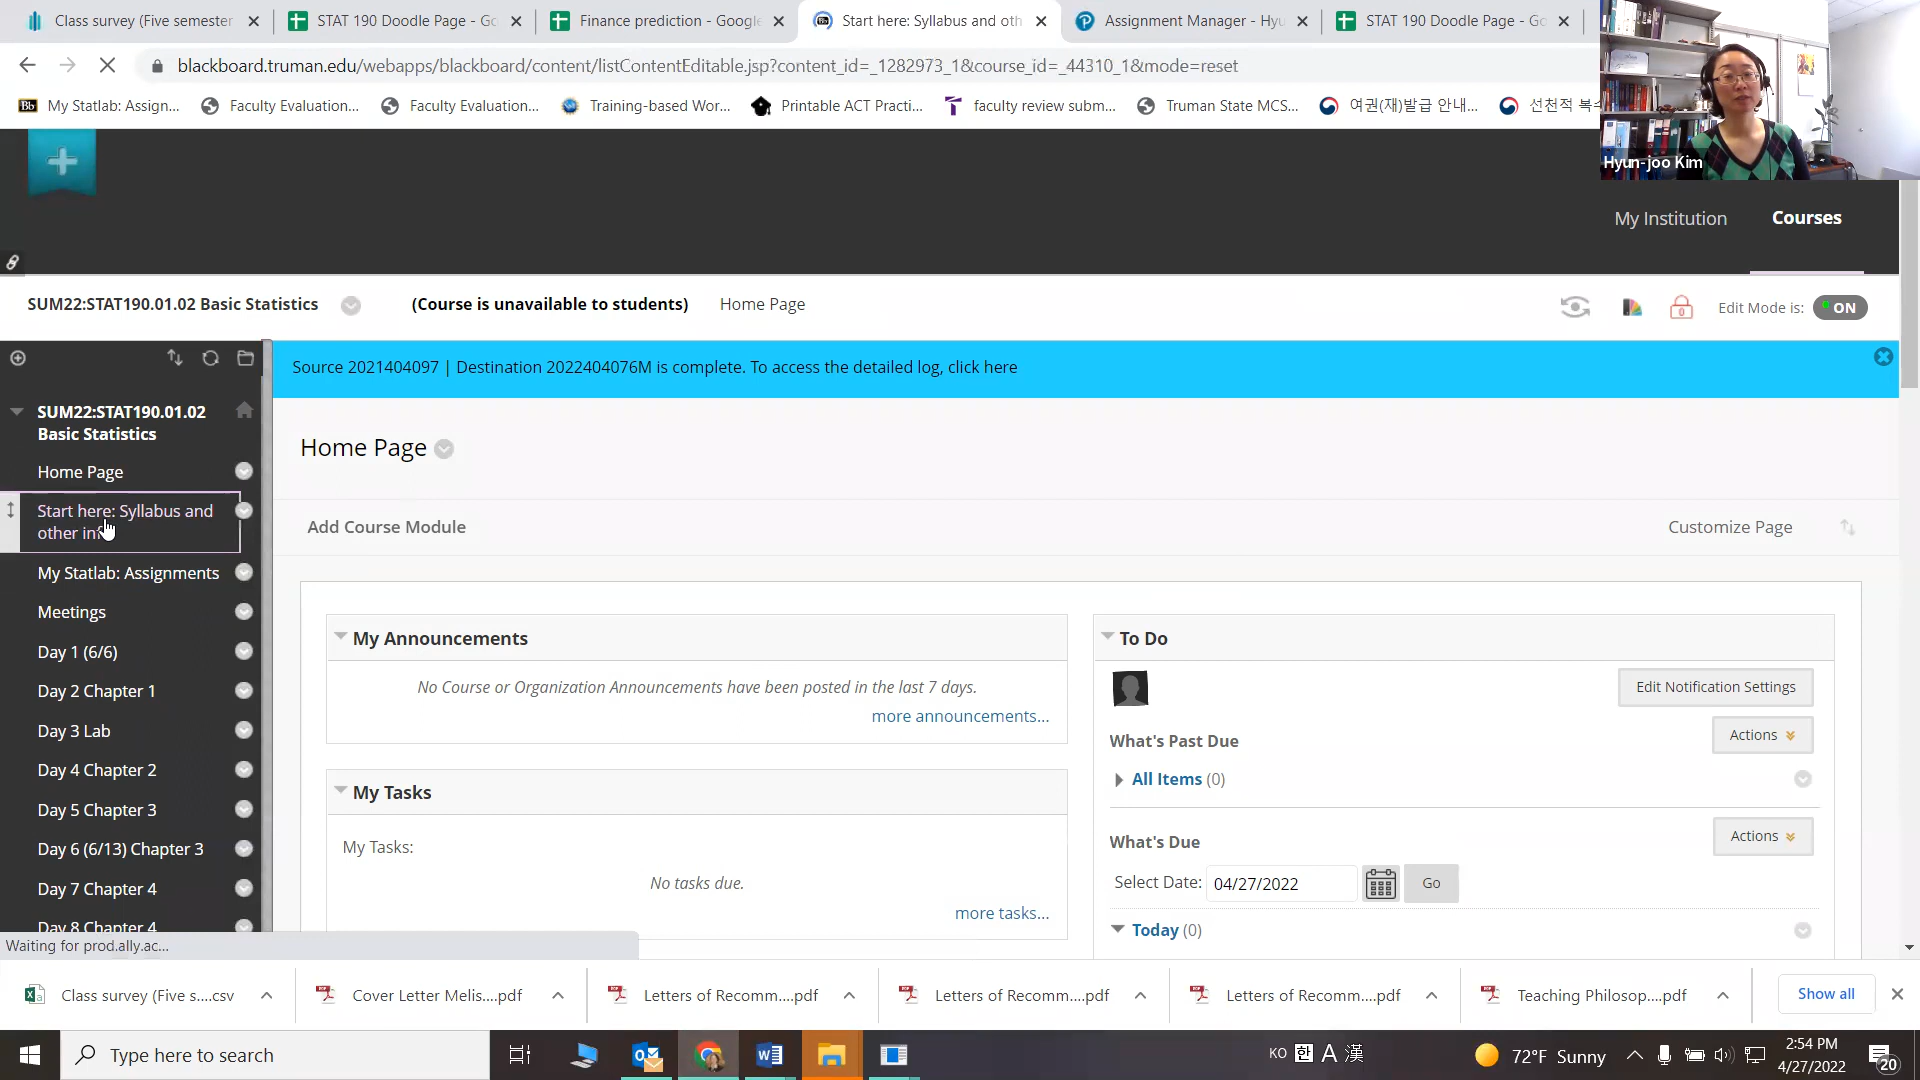 Class survey (Five semester
STAT 190 Doodle Page - Go
Finance prediction - Google
Start here: Syllabus and oth
Assignment Manager - Hyu
STAT 190 Doodle Page - Go
blackboard.truman.edu/webapps/blackboard/content/listContentEditable.jsp?content_id=_1282973_1&course_id=_44310_1&mode=reset
Bb My Statlab: Assign...
Faculty Evaluation...
Faculty Evaluation...
Training-based Wor...
Printable ACT Practi...
faculty review subm...
Truman State MCS...
여권(재)발급 안내...
선천적 복수
Hyun-joo Kim
My Institution
Courses
SUM22:STAT190.01.02 Basic Statistics
(Course is unavailable to students)
Home Page
Edit Mode is:
ON
Source 2021404097 | Destination 2022404076M is complete. To access the detailed log, click here
SUM22:STAT190.01.02
Basic Statistics
Home Page
Start here: Syllabus and
other inf
My Statlab: Assignments
Meetings
Day 1 (6/6)
Day 2 Chapter 1
Day 3 Lab
Day 4 Chapter 2
Day 5 Chapter 3
Day 6 (6/13) Chapter 3
Day 7 Chapter 4
Day 8 Chapter 4
Home Page
Add Course Module
Customize Page
My Announcements
No Course or Organization Announcements have been posted in the last 7 days.
more announcements...
My Tasks
My Tasks:
No tasks due.
more tasks...
To Do
Edit Notification Settings
What's Past Due
Actions
All Items (0)
What's Due
Actions
Select Date: 04/27/2022
Go
Today (0)
Waiting for prod.ally.ac...
Class survey (Five s....csv
Cover Letter Melis....pdf
Letters of Recomm....pdf
Letters of Recomm....pdf
Letters of Recomm....pdf
Teaching Philosop....pdf
Show all
Type here to search
KO 한 A 漢
72°F Sunny
2:54 PM
4/27/2022
20